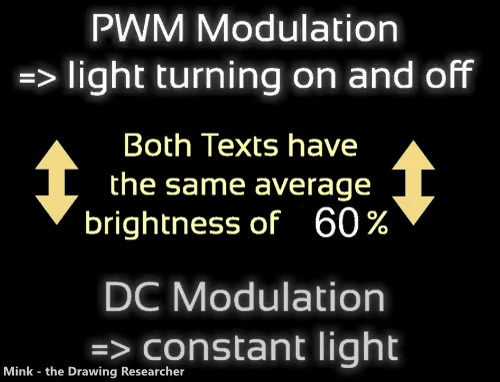 PWM Modulation
=> light turning on and off
Both Texts have
the same average
brightness of 60 %
DC Modulation
=> constant light
Mink - the Drawing Researcher